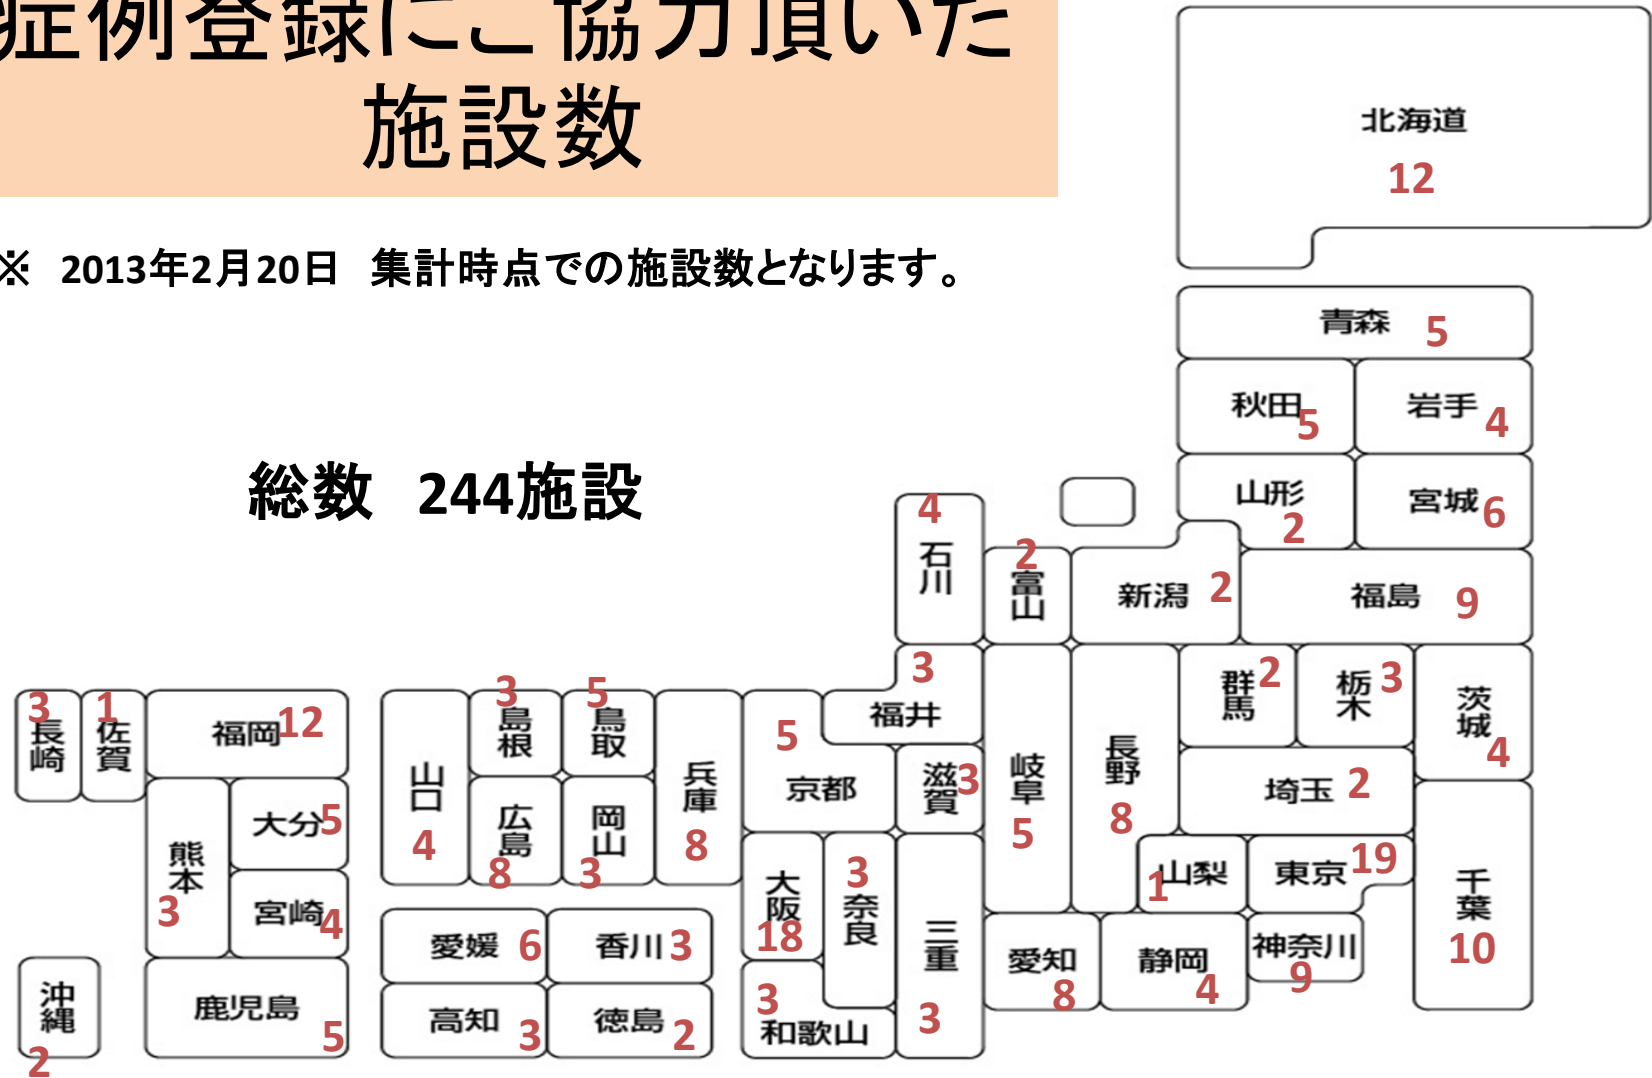 症例登録にご協力頂いた
施設数
※ 2013年2月20日 集計時点での施設数となります。
総数 244施設
北海道
12
青森 5
秋田 5
岩手 4
山形 2
宮城 6
石川 4
富山 2
新潟 2
福島 9
福井 3
岐阜 5
長野 8
群馬 2
栃木 3
茨城 4
埼玉 2
山梨 1
東京 19
千葉 10
神奈川 9
静岡 4
愛知 8
三重 3
滋賀 3
京都 5
奈良 3
大阪 18
和歌山 3
兵庫 8
鳥取 5
島根 3
岡山 3
広島 8
山口 4
愛媛 6
香川 3
高知 3
徳島 2
長崎 3
佐賀 1
福岡 12
大分 5
熊本 3
宮崎 4
鹿児島 5
沖縄 2